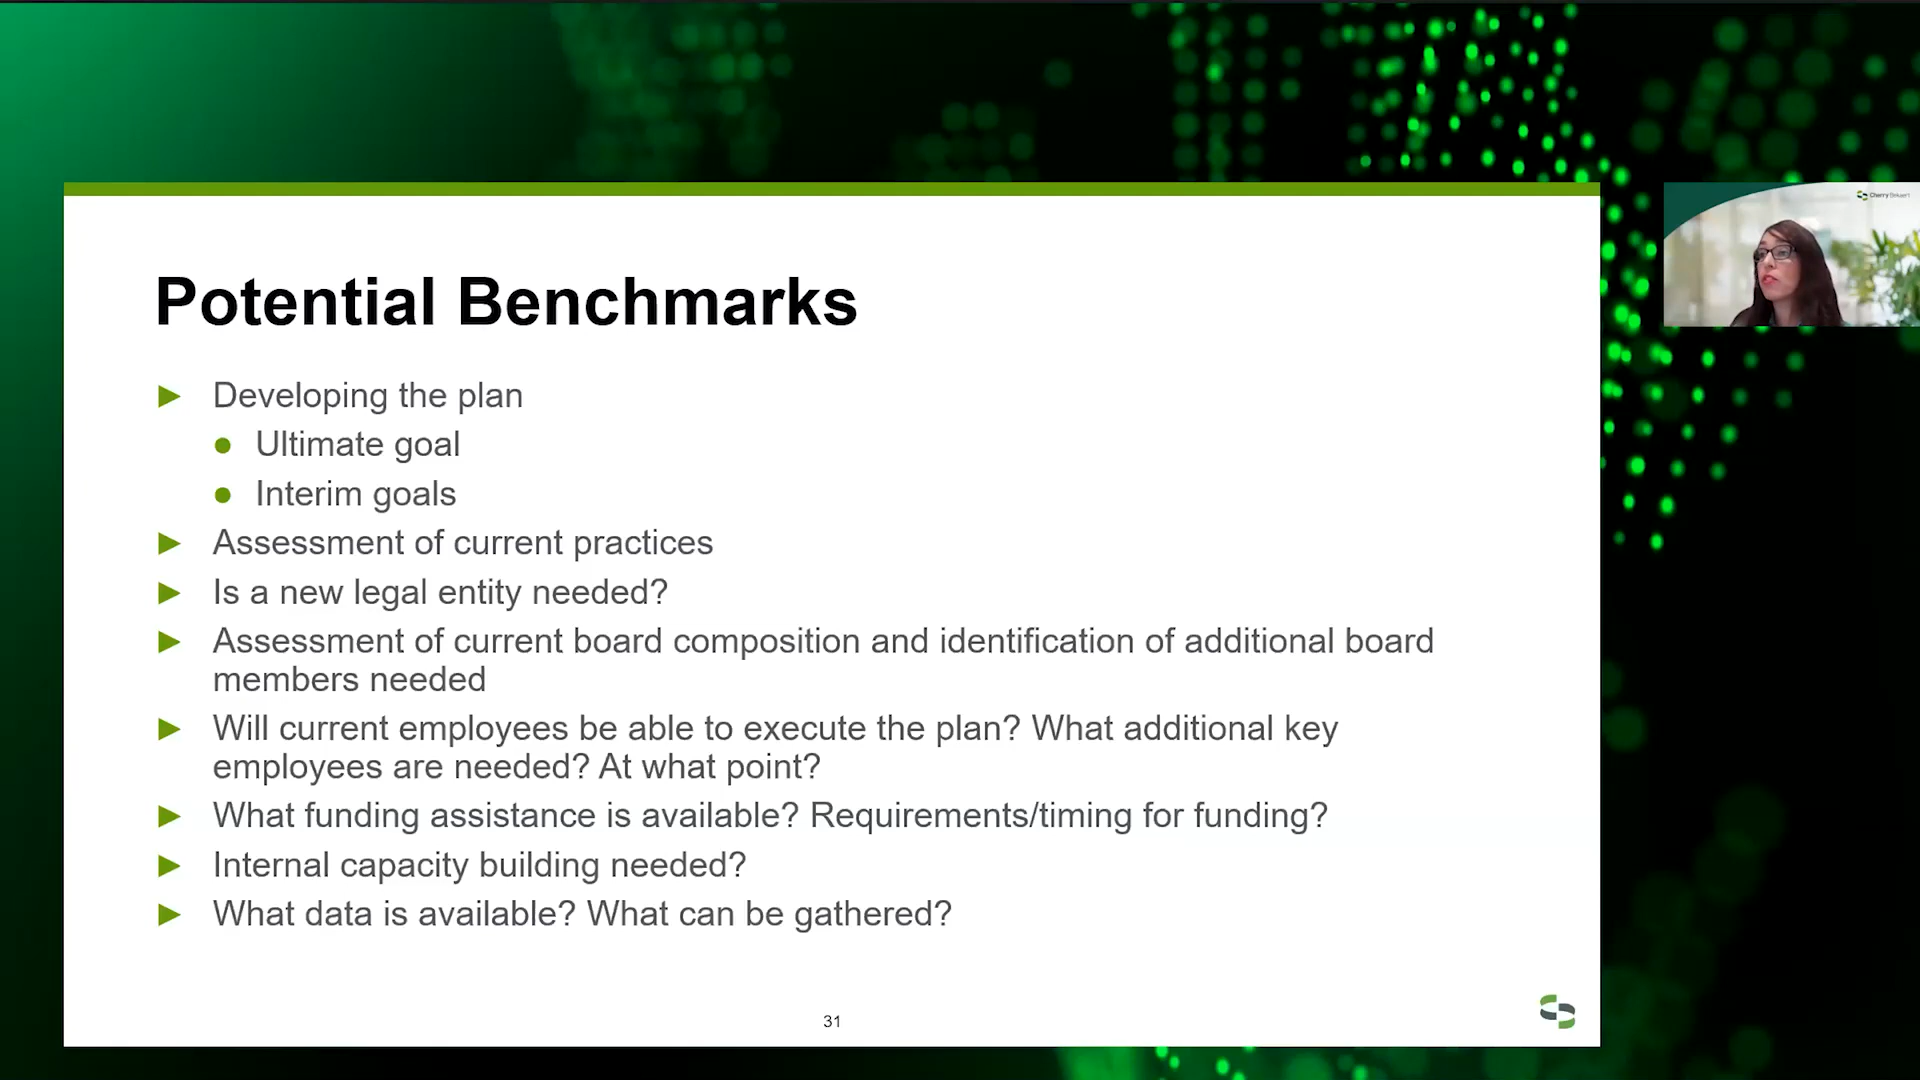 Cherry Bekaert
Potential Benchmarks
Developing the plan
Ultimate goal
Interim goals
Assessment of current practices
Is a new legal entity needed?
Assessment of current board composition and identification of additional board
members needed
Will current employees be able to execute the plan? What additional key
employees are needed? At what point?
What funding assistance is available? Requirements/timing for funding?
Internal capacity building needed?
What data is available? What can be gathered?
31